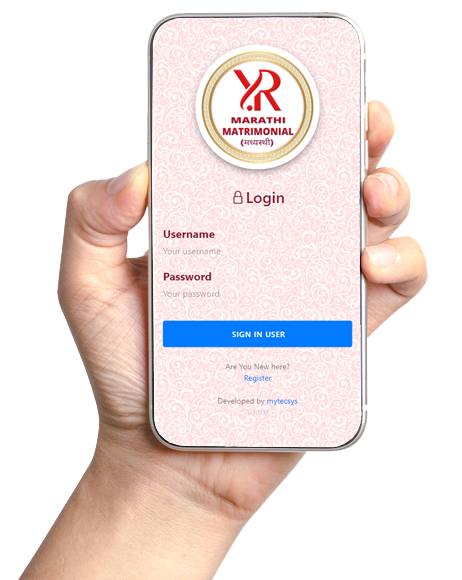 YR
MARATHI
MATRIMONIAL
(मध्यस्थी)
Login
Username
Your username
Password
Your password
SIGN IN USER
Are You New here?
Register
Developed by mytecsys